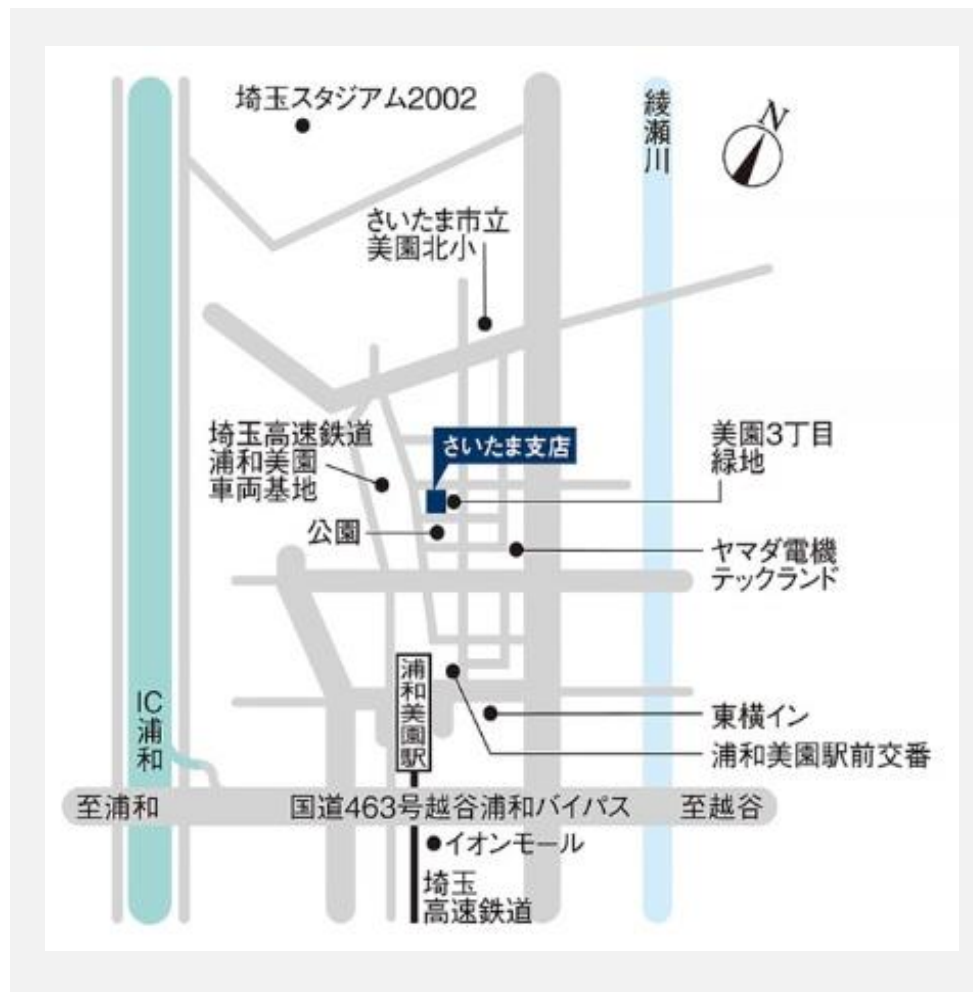 埼玉スタジアム2002
綾瀬川
N
さいたま市立
美園北小
埼玉高速鉄道
浦和美園
車両基地
さいたま支店
美園3丁目
緑地
公園
ヤマダ電機
テックランド
浦和美園駅
IC浦和
東横イン
浦和美園駅前交番
至浦和
国道463号越谷浦和バイパス
至越谷
イオンモール
埼玉
高速鉄道